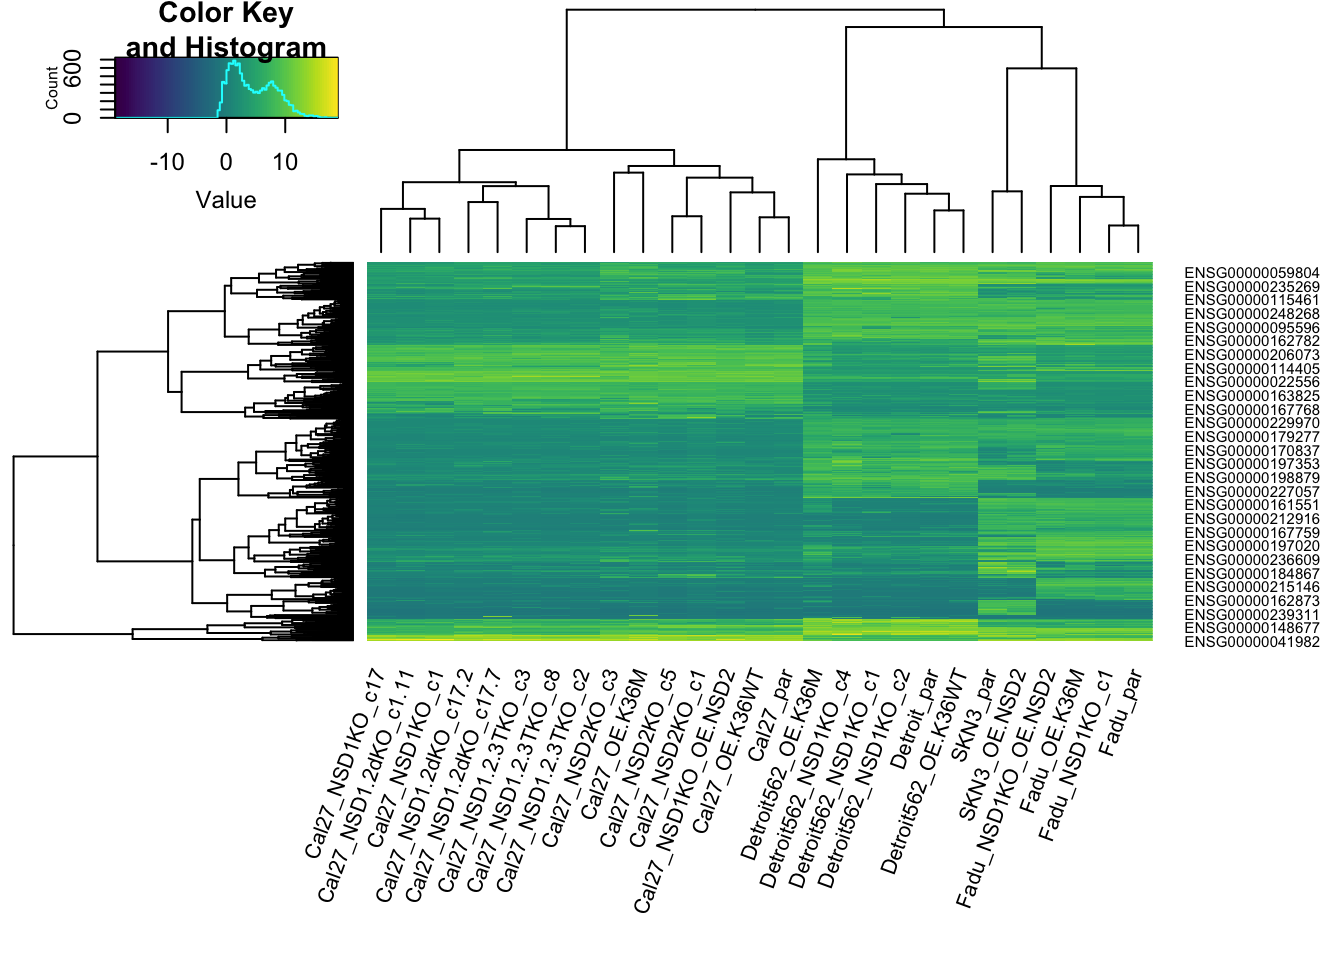 Color Key
and Histogram
Count
0
600
-10
0
10
Value
ENSG00000059804
ENSG00000235269
ENSG00000115461
ENSG00000248268
ENSG00000095596
ENSG00000162782
ENSG00000206073
ENSG00000114405
ENSG00000022556
ENSG00000163825
ENSG00000167768
ENSG00000229970
ENSG00000179277
ENSG00000170837
ENSG00000197353
ENSG00000198879
ENSG00000227057
ENSG00000161551
ENSG00000212916
ENSG00000167759
ENSG00000197020
ENSG00000236609
ENSG00000184867
ENSG00000215146
ENSG00000162873
ENSG00000239311
ENSG00000148677
ENSG00000041982
Cal27_NSD1KO_c17
Cal27_NSD1.2dKO_c1.11
Cal27_NSD1KO_c1
Cal27_NSD1.2dKO_c17.2
Cal27_NSD1.2dKO_c17.7
Cal27_NSD1.2.3TKO_c3
Cal27_NSD1.2.3TKO_c8
Cal27_NSD1.2.3TKO_c2
Cal27_NSD2KO_c3
Cal27_OE.K36M
Cal27_NSD2KO_c5
Cal27_NSD2KO_c1
Cal27_NSD1KO_OE.NSD2
Cal27_OE.K36WT
Cal27_par
Detroit562_OE.K36M
Detroit562_NSD1KO_c4
Detroit562_NSD1KO_c1
Detroit562_NSD1KO_c2
Detroit_par
Detroit562_OE.K36WT
SKN3_par
SKN3_OE.NSD2
Fadu_NSD1KO_OE.NSD2
Fadu_OE.K36M
Fadu_NSD1KO_c1
Fadu_par